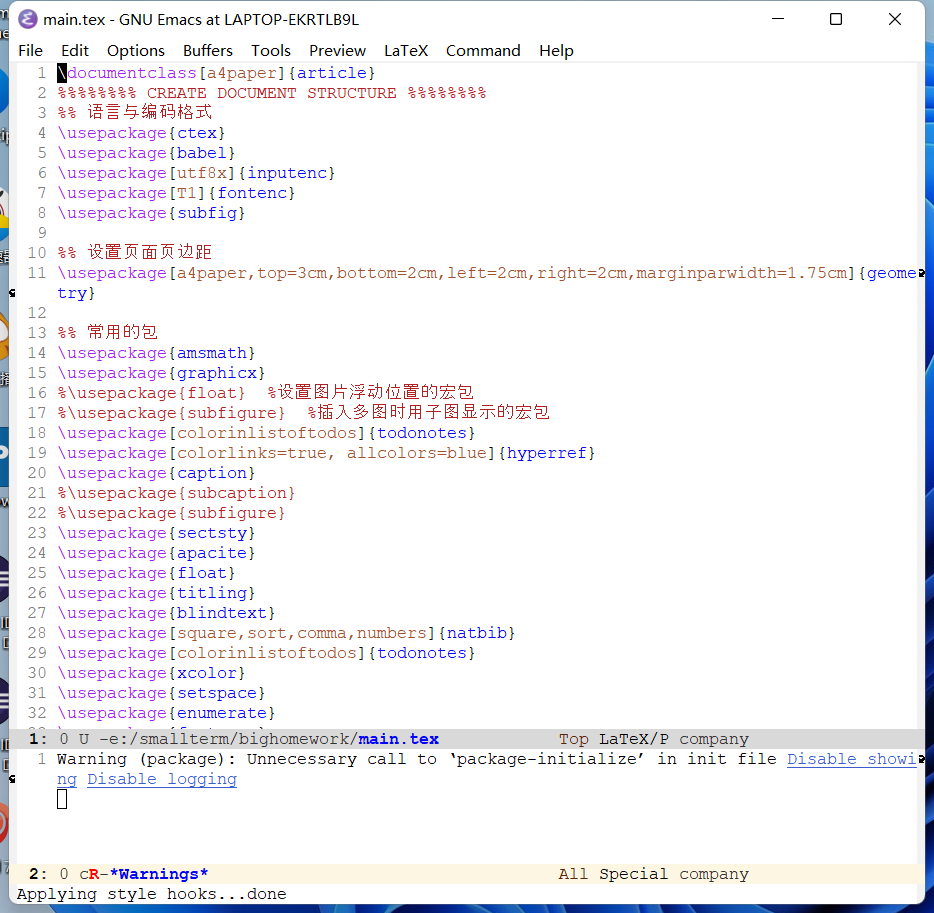 main.tex - GNU Emacs at LAPTOP-EKRTLB9L
File Edit Options Buffers Tools Preview LaTeX Command Help
1 \documentclass[a4paper]{article}
2 %%%%%%%% CREATE DOCUMENT STRUCTURE %%%%%%%%
3 %% 语言与编码格式
4 \usepackage{ctex}
5 \usepackage{babel}
6 \usepackage[utf8x]{inputenc}
7 \usepackage[T1]{fontenc}
8 \usepackage{subfig}
9
10 %% 设置页面页边距
11 \usepackage[a4paper,top=3cm,bottom=2cm,left=2cm,right=2cm,marginparwidth=1.75cm]{geome
try}
12
13 %% 常用的包
14 \usepackage{amsmath}
15 \usepackage{graphicx}
16 %\usepackage{float}  %设置图片浮动位置的宏包
17 %\usepackage{subfigure}  %插入多图时用子图显示的宏包
18 \usepackage[colorinlistoftodos]{todonotes}
19 \usepackage[colorlinks=true, allcolors=blue]{hyperref}
20 \usepackage{caption}
21 %\usepackage{subcaption}
22 %\usepackage{subfigure}
23 \usepackage{sectsty}
24 \usepackage{apacite}
25 \usepackage{float}
26 \usepackage{titling}
27 \usepackage{blindtext}
28 \usepackage[square,sort,comma,numbers]{natbib}
29 \usepackage[colorinlistoftodos]{todonotes}
30 \usepackage{xcolor}
31 \usepackage{setspace}
32 \usepackage{enumerate}
1: 0 U -e:/smallterm/bighomework/main.tex Top LaTeX/P company
1 Warning (package): Unnecessary call to ‘package-initialize’ in init file Disable showi
ng Disable logging
2: 0 cR-*Warnings* All Special company
Applying style hooks...done